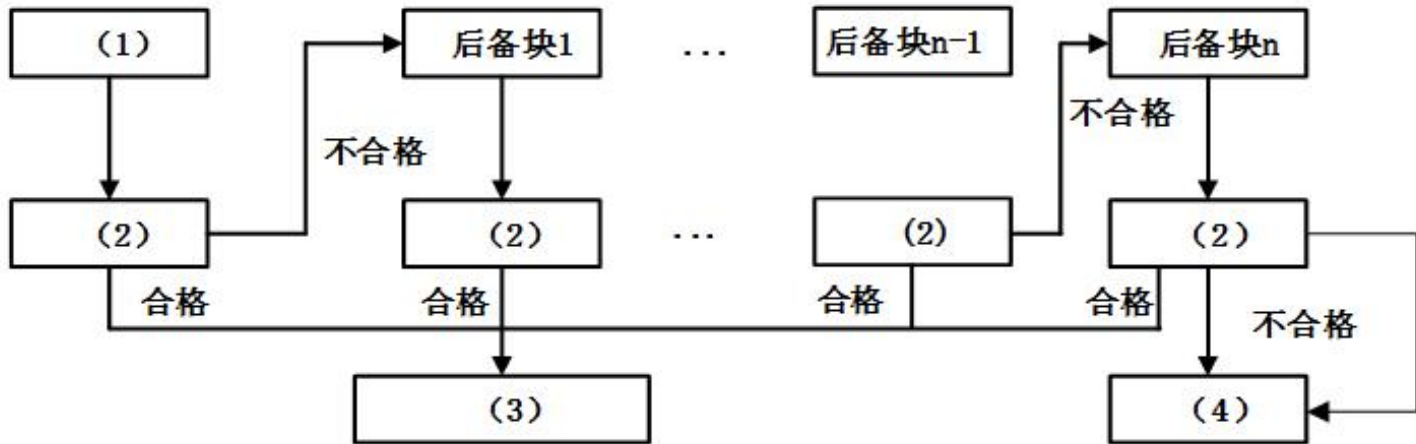 （1）
后备块1
...
后备块n-1
后备块n
不合格
不合格
（2）
（2）
...
(2)
（2）
合格
合格
合格
合格
不合格
（3）
（4）